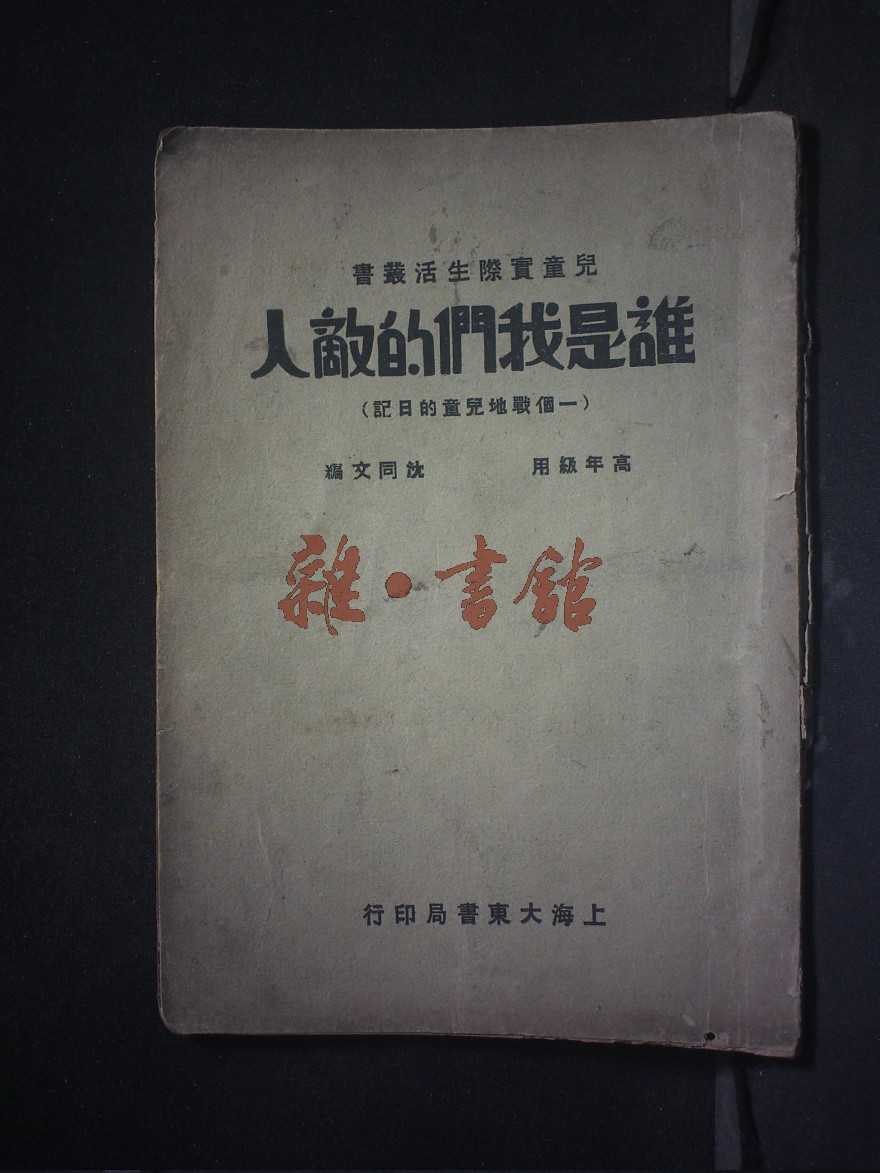 兒童實際生活叢書
誰是我們的敵人
（一個戰地兒童的日記）
高年級用 沈同文編
雜·書館
上海大東書局印行